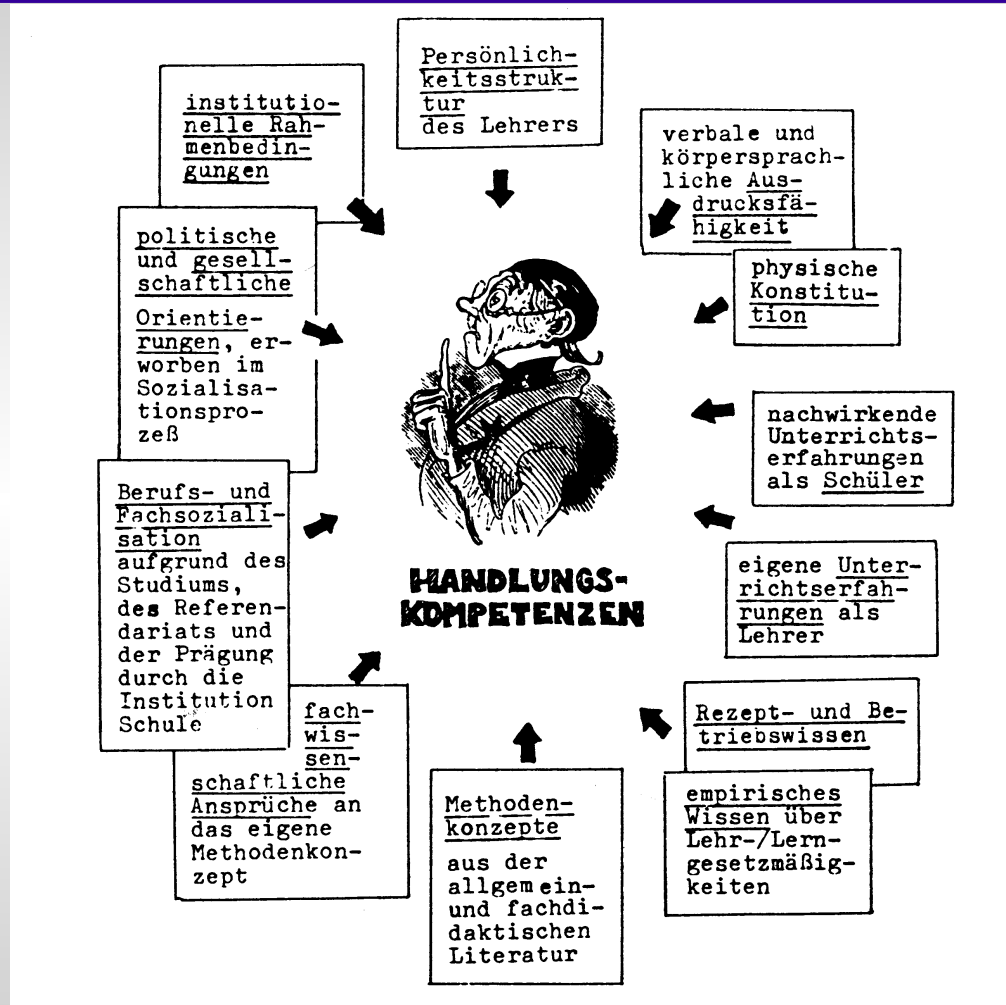 Persönlich-
keitsstruk-
tur
des Lehrers
institutio-
nelle Rah-
menbedin-
gungen
verbale und
körpersprach-
liche Aus-
drucksfä-
higkeit
politische
und gesell-
schaftliche
Orientie-
rungen, er-
worben im
Sozialisa-
tionspro-
zeß
physische
Konstitu-
tion
nachwirkende
Unterrichts-
erfahrungen
als Schüler
Berufs- und
Fachsoziali-
sation
aufgrund des
Studiums,
des Referen-
dariats und
der Prägung
durch die
Institution
Schule
HANDLUNGS-
KOMPETENZEN
eigene Unter-
richtserfah-
rungen als
Lehrer
fach-
wis-
sen-
schaftliche
Ansprüche an
das eigene
Methodenkon-
zept
Methoden-
konzepte
aus der
allgemein-
und fachdi-
daktischen
Literatur
Rezept- und Be-
triebswissen
empirisches
Wissen über
Lehr-/Lern-
gesetzmäßig-
keiten